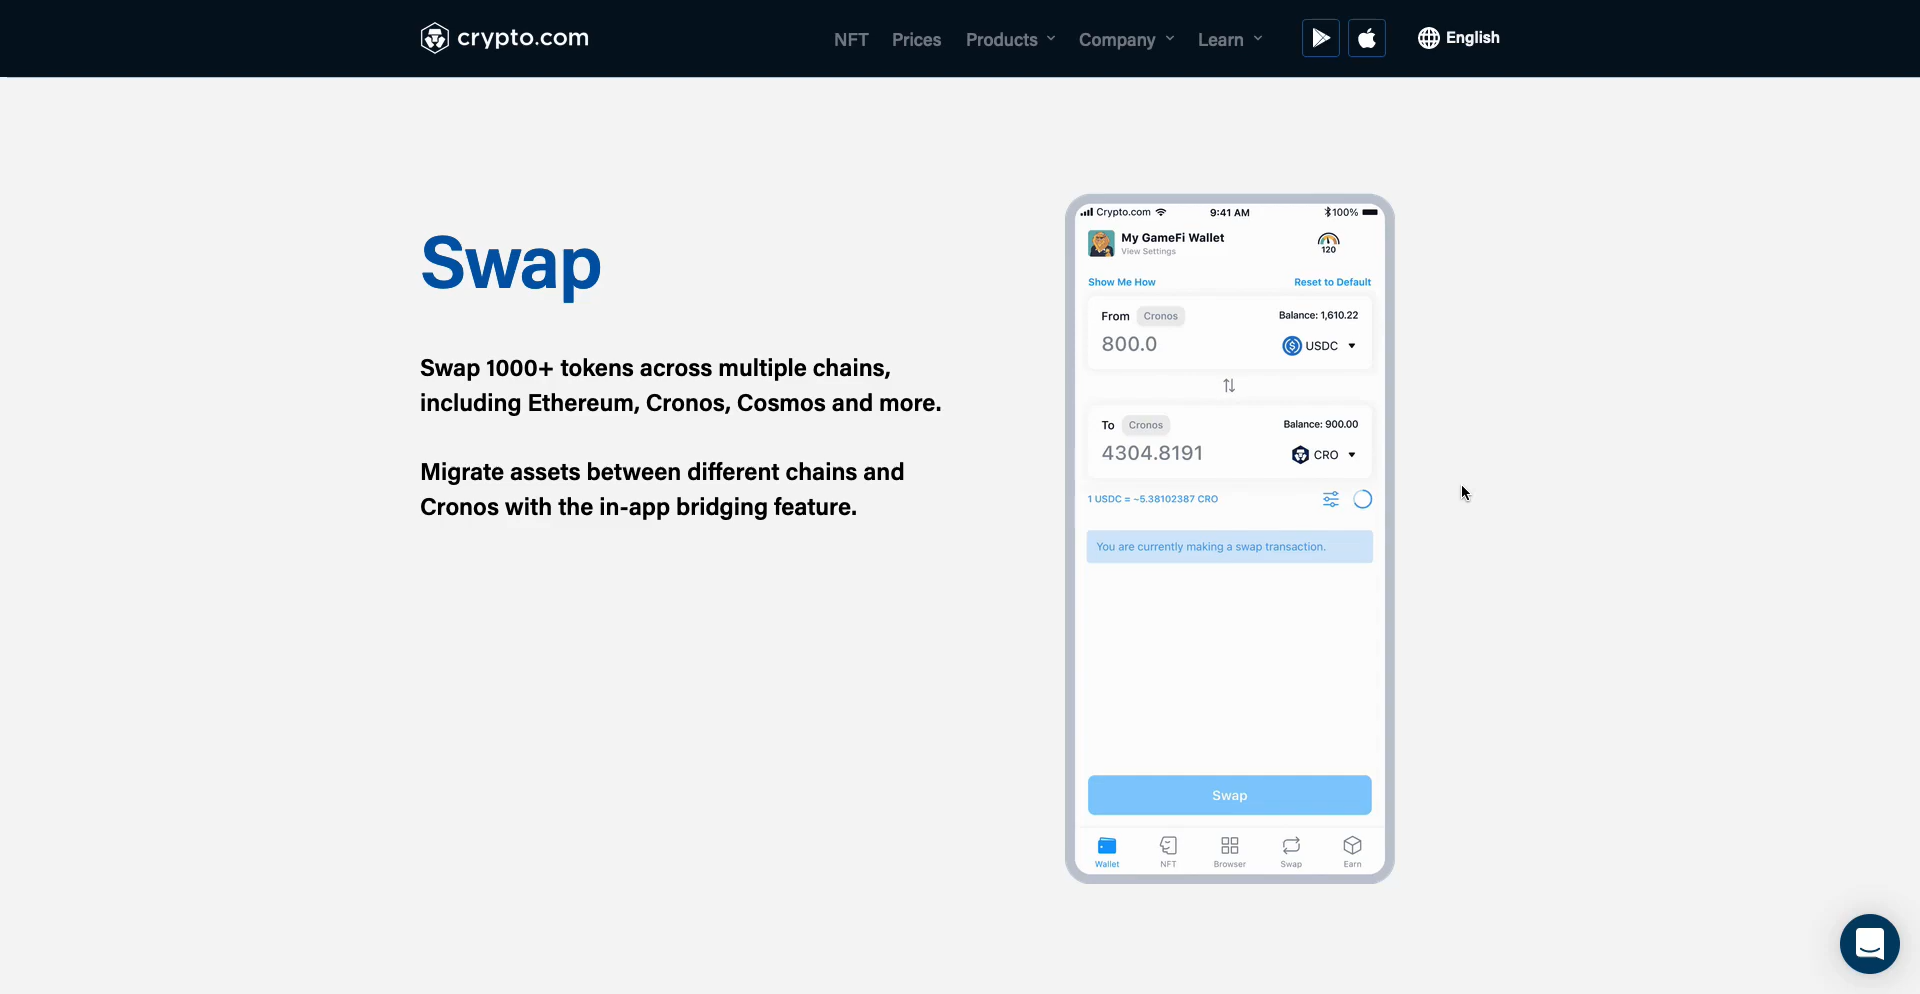 crypto.com
NFT Prices Products Company Learn English
Swap
Swap 1000+ tokens across multiple chains,
including Ethereum, Cronos, Cosmos and more.
Migrate assets between different chains and
Cronos with the in-app bridging feature.
Crypto.com 9:41 AM 100%
My GameFi Wallet
View Settings
120
Show Me How Reset to Default
From Cronos Balance: 1,610.22
800.0 USDC
To Cronos Balance: 900.00
4304.8191 CRO
1 USDC = ~5.38102387 CRO
You are currently making a swap transaction.
Swap
Wallet NFT Browser Swap Earn